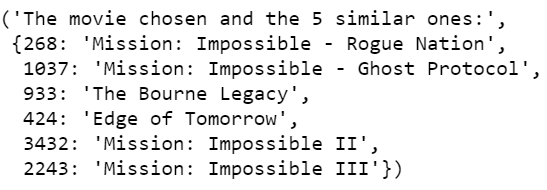 ('The movie chosen and the 5 similar ones:',
 {268: 'Mission: Impossible - Rogue Nation',
  1037: 'Mission: Impossible - Ghost Protocol',
  933: 'The Bourne Legacy',
  424: 'Edge of Tomorrow',
  3432: 'Mission: Impossible II',
  2243: 'Mission: Impossible III'})